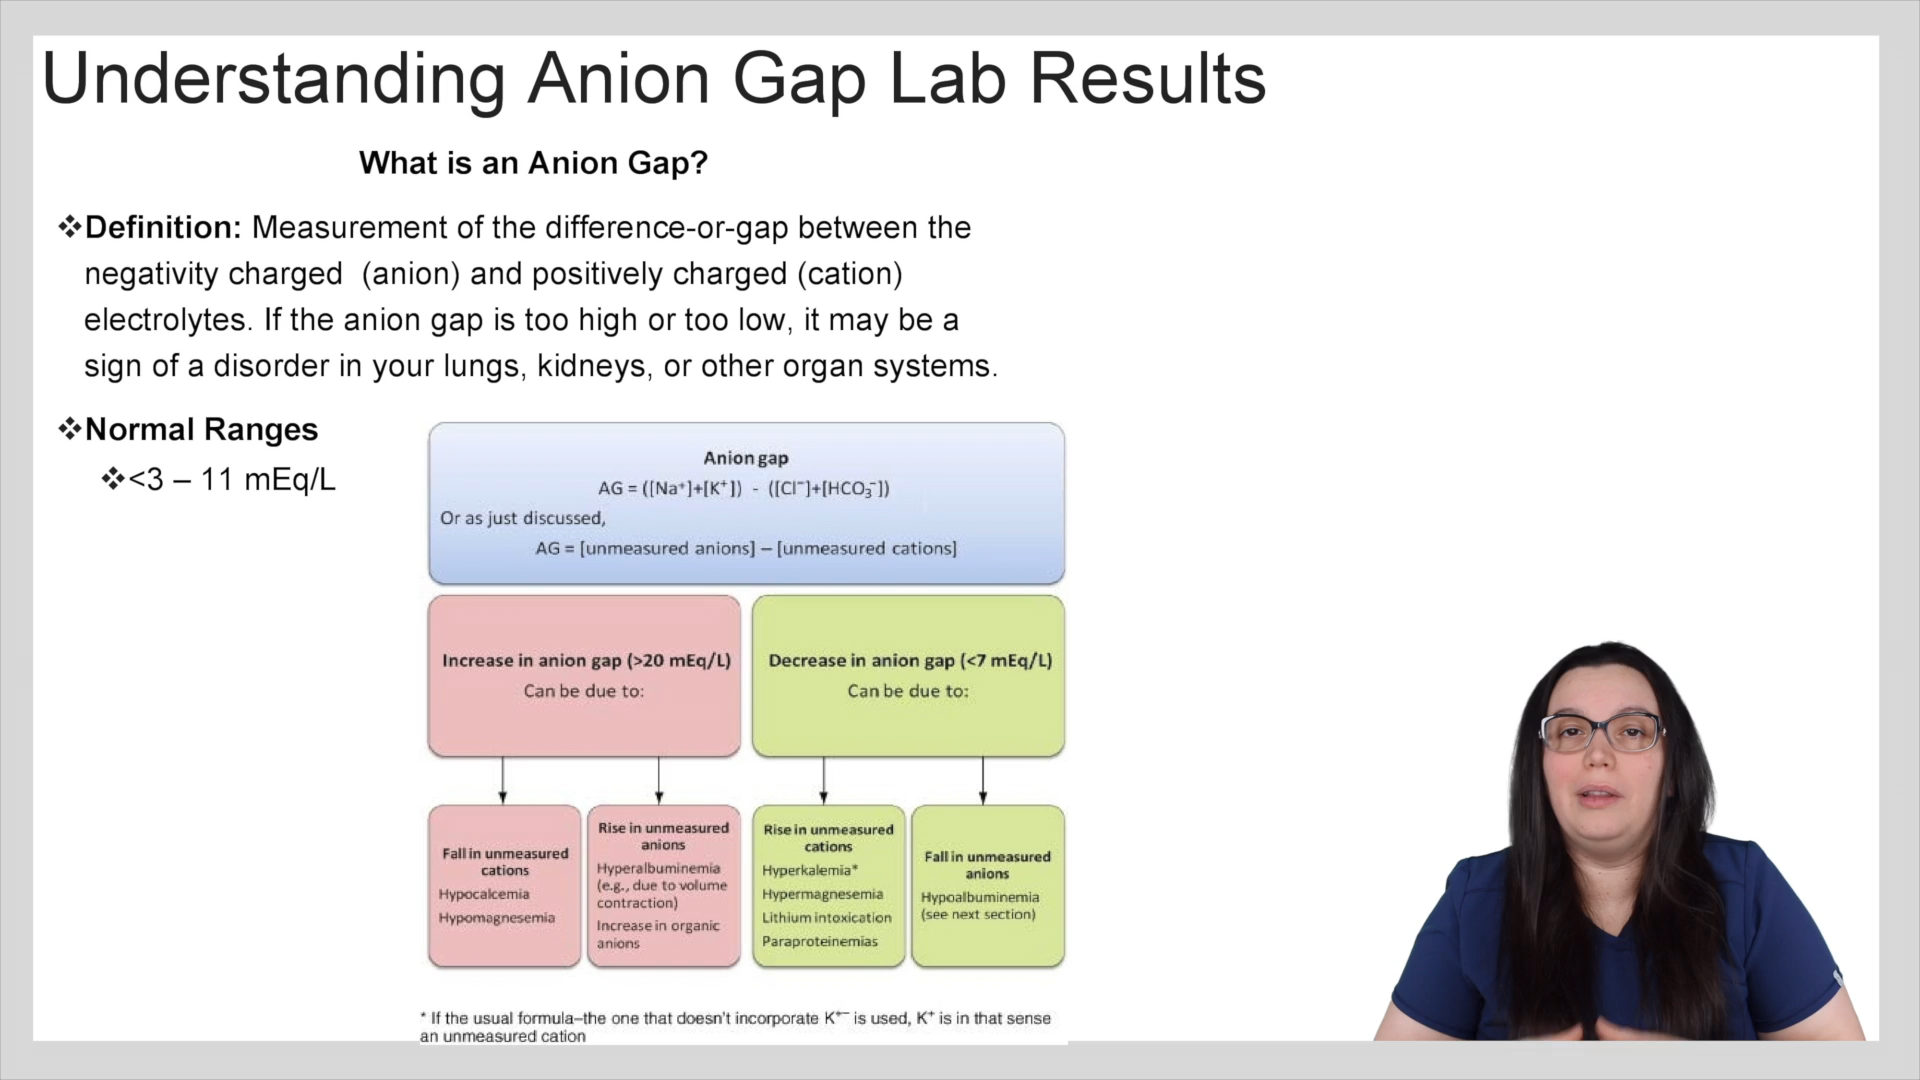 Understanding Anion Gap Lab Results
What is an Anion Gap?
❖Definition: Measurement of the difference-or-gap between the
negativity charged (anion) and positively charged (cation)
electrolytes. If the anion gap is too high or too low, it may be a
sign of a disorder in your lungs, kidneys, or other organ systems.
❖Normal Ranges
❖<3 – 11 mEq/L
Anion gap
AG = ([Na⁺]+[K⁺]) - ([Cl⁻]+[HCO₃⁻])
Or as just discussed,
AG = [unmeasured anions] – [unmeasured cations]
Increase in anion gap (>20 mEq/L)
Can be due to:
Decrease in anion gap (<7 mEq/L)
Can be due to:
Fall in unmeasured
cations
Hypocalcemia
Hypomagnesemia
Rise in unmeasured
anions
Hyperalbuminemia
(e.g., due to volume
contraction)
Increase in organic
anions
Rise in unmeasured
cations
Hyperkalemia*
Hypermagnesemia
Lithium intoxication
Paraproteinemias
Fall in unmeasured
anions
Hypoalbuminemia
(see next section)
* If the usual formula–the one that doesn't incorporate K⁺⁻ is used, K⁺ is in that sense
an unmeasured cation